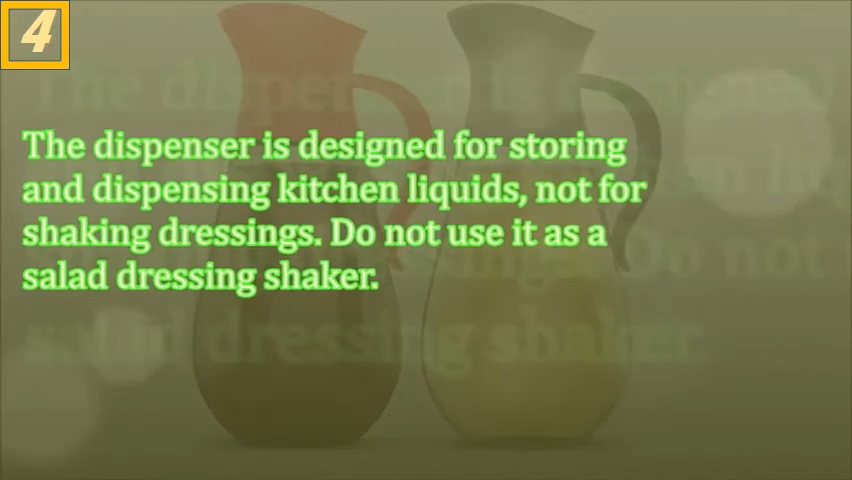 4
The dispenser is designed for storing
and dispensing kitchen liquids, not for
shaking dressings. Do not use it as a
salad dressing shaker.